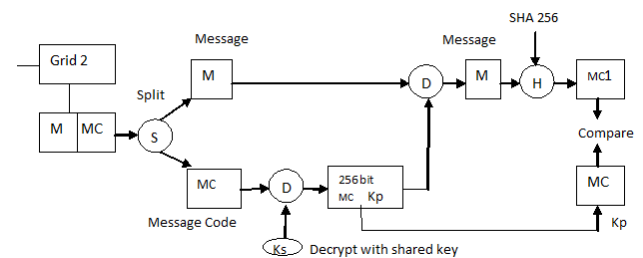 SHA 256
Message
Message
Grid 2
Split
M
D
M
H
MC1
M MC
S
Compare
MC
D
256bit
MC Kp
MC
Message Code
Kp
Ks
Decrypt with shared key